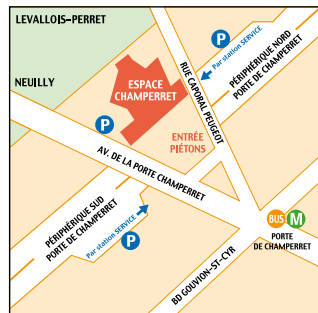 LEVALLOIS-PERRET
NEUILLY
ESPACE
CHAMPERRET
P
Par station SERVICE
PÉRIPHÉRIQUE NORD
PORTE DE CHAMPERRET
RUE CAPORAL PEUGEOT
P
ENTRÉE
PIÉTONS
AV. DE LA PORTE CHAMPERRET
PÉRIPHÉRIQUE SUD
PORTE DE CHAMPERRET
Par station SERVICE
P
BUS M
PORTE
DE CHAMPERRET
BD GOUVION-ST-CYR